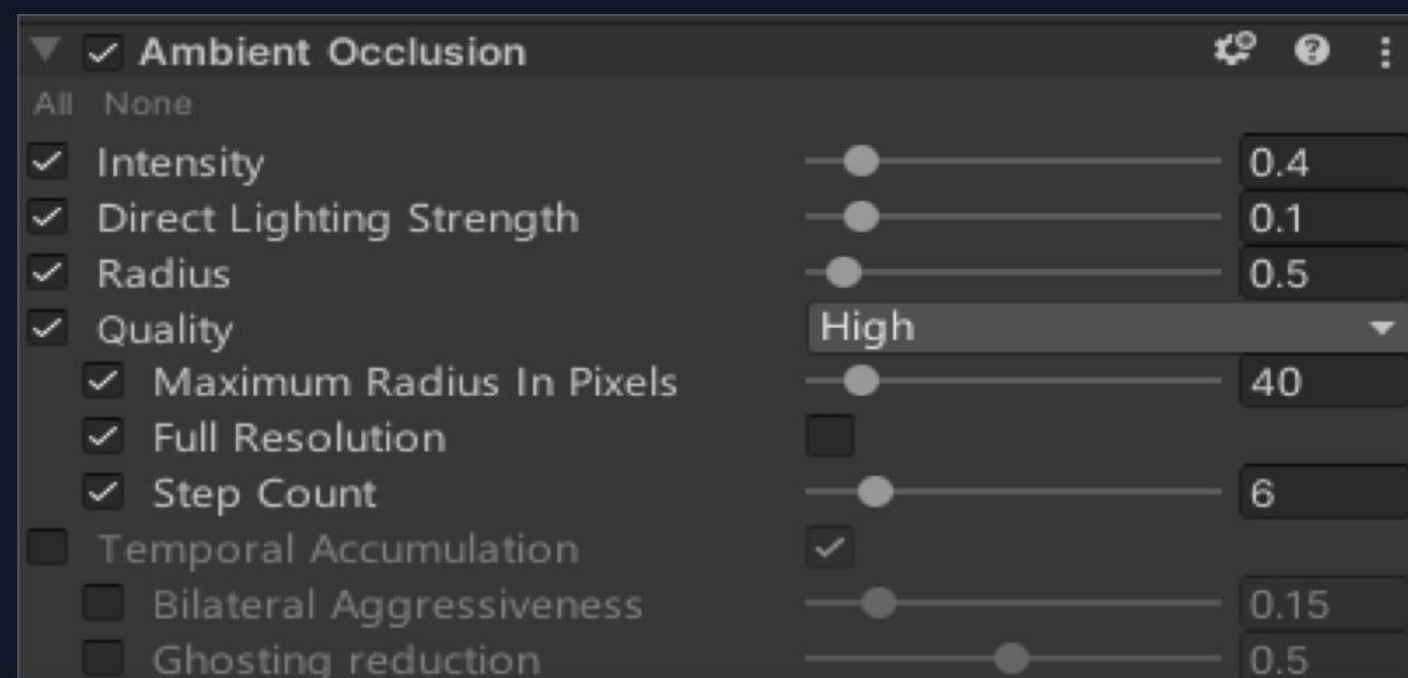 Ambient Occlusion
All None
Intensity 0.4
Direct Lighting Strength 0.1
Radius 0.5
Quality High
Maximum Radius In Pixels 40
Full Resolution
Step Count 6
Temporal Accumulation
Bilateral Aggressiveness 0.15
Ghosting reduction 0.5